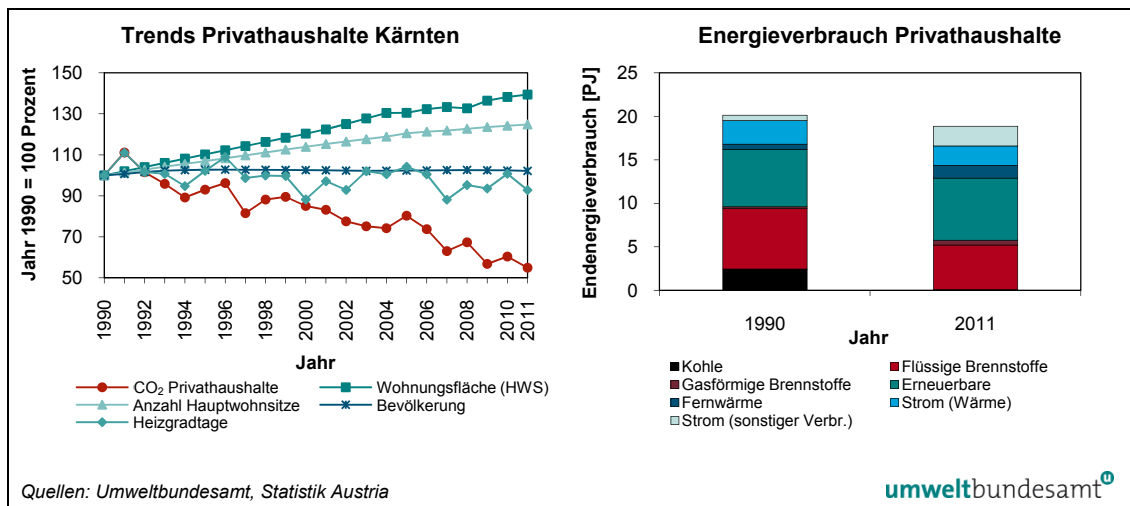 Trends Privathaushalte Kärnten
Jahr 1990 = 100 Prozent
150
130
110
90
70
50
1990
1992
1994
1996
1998
2000
2002
2004
2006
2008
2010
2011
Jahr
CO₂ Privathaushalte
Wohnungsfläche (HWS)
Anzahl Hauptwohnsitze
Bevölkerung
Heizgradtage
Energieverbrauch Privathaushalte
Endenergieverbrauch [PJ]
25
20
15
10
5
0
1990
2011
Jahr
Kohle
Flüssige Brennstoffe
Gasförmige Brennstoffe
Erneuerbare
Fernwärme
Strom (Wärme)
Strom (sonstiger Verbr.)
Quellen: Umweltbundesamt, Statistik Austria
umweltbundesamt u